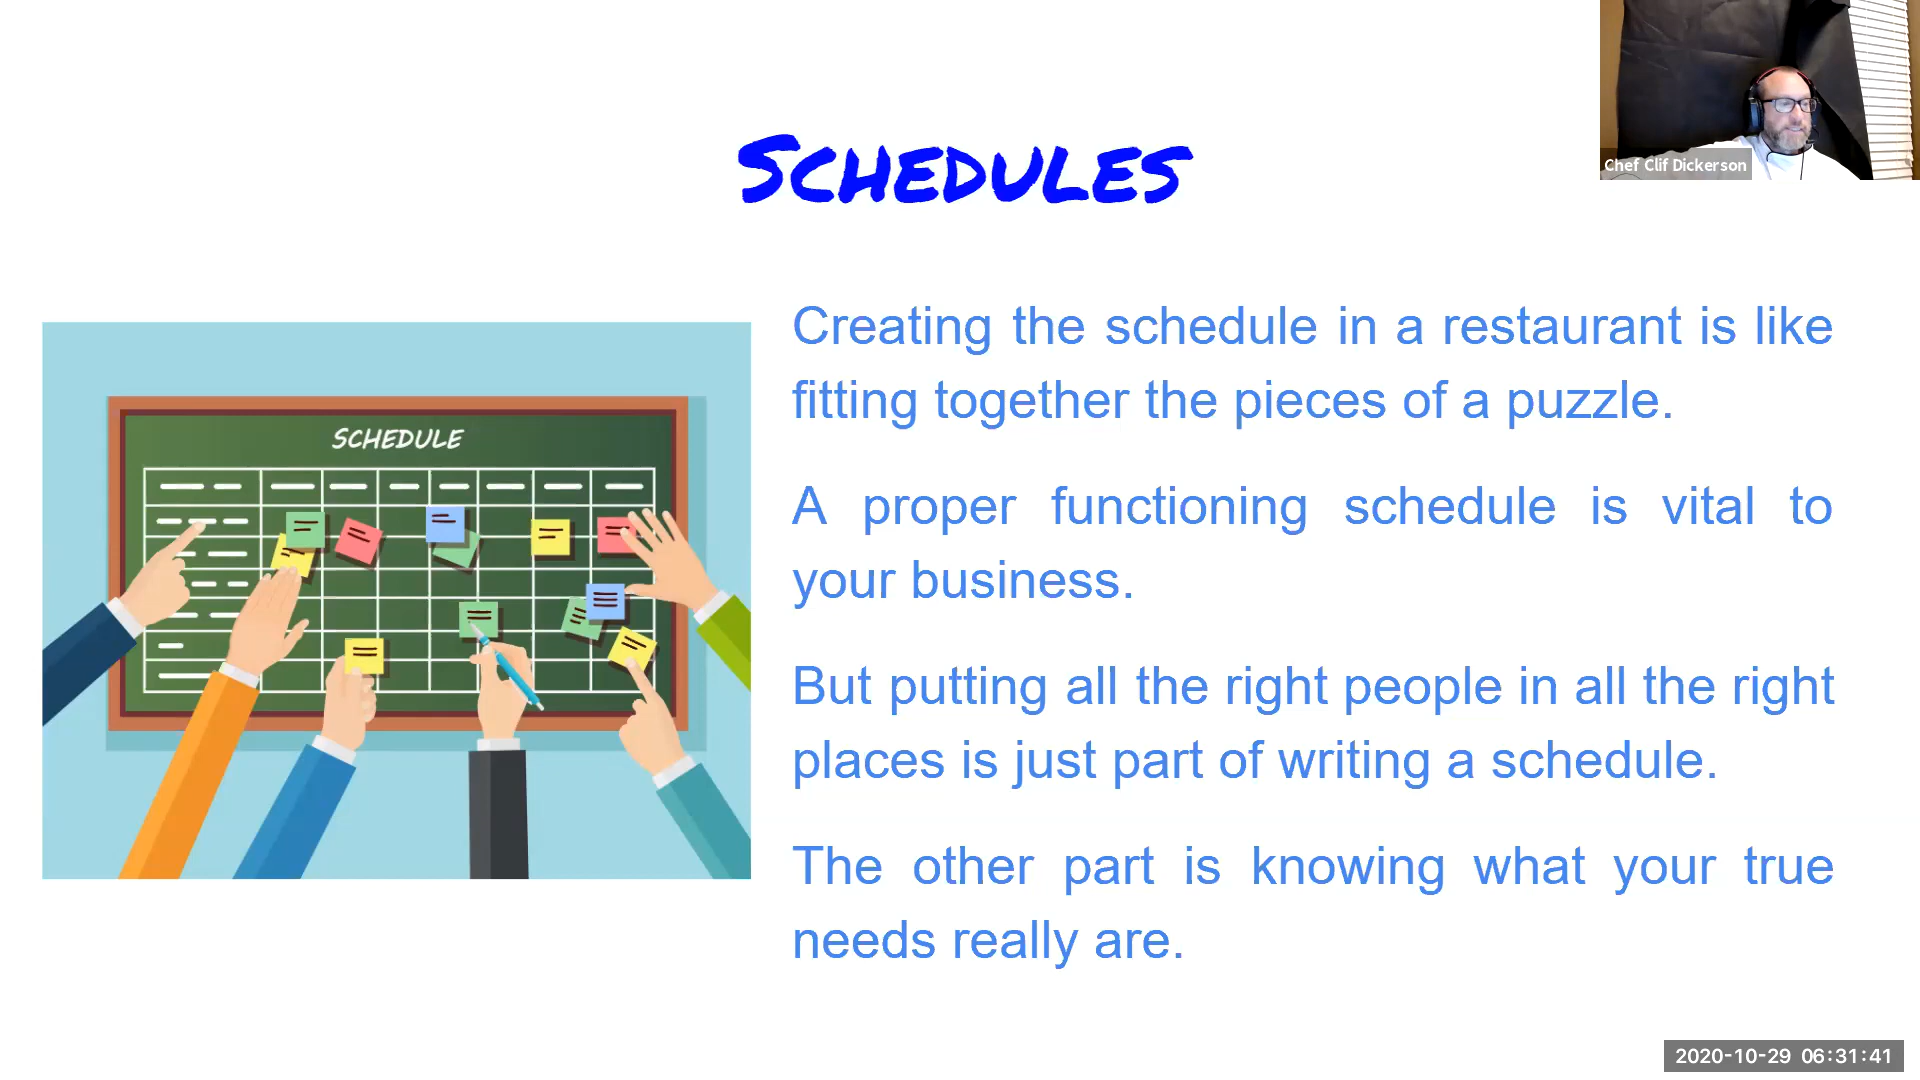 Chef Clif Dickerson
SCHEDULES
SCHEDULE
Creating the schedule in a restaurant is like
fitting together the pieces of a puzzle.
A proper functioning schedule is vital to
your business.
But putting all the right people in all the right
places is just part of writing a schedule.
The other part is knowing what your true
needs really are.
2020-10-29 06:31:41